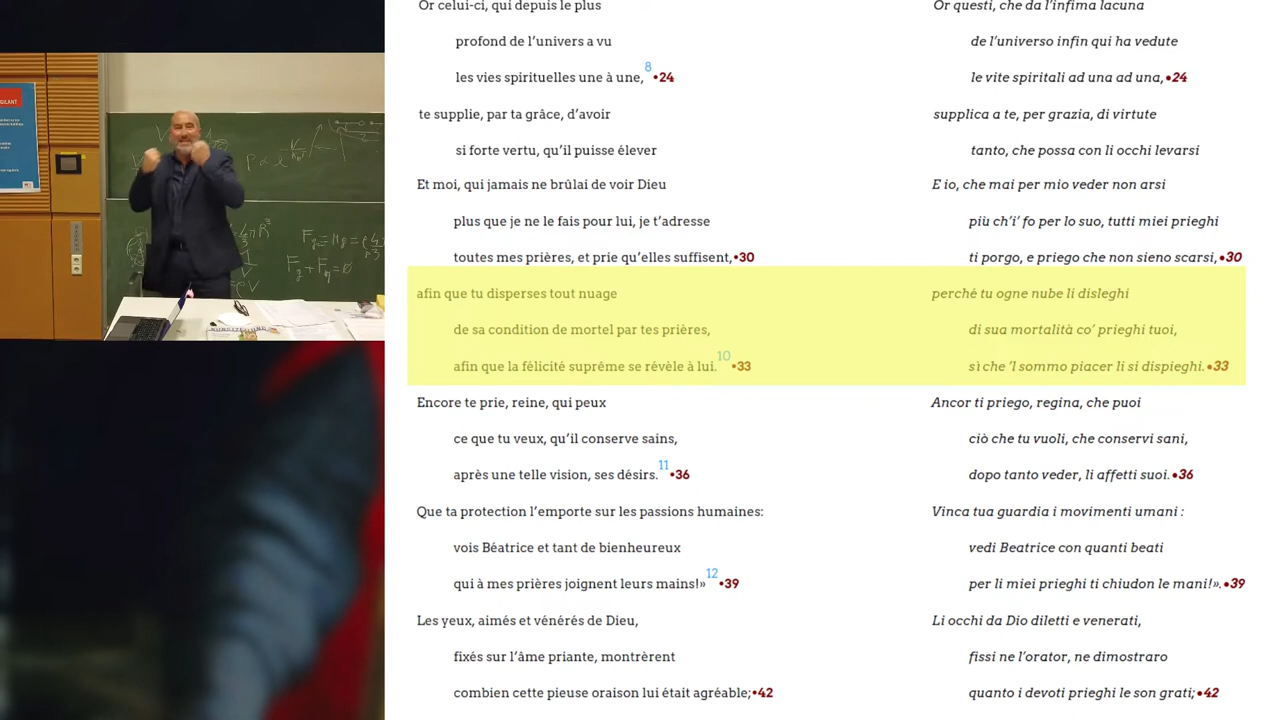 Or celui-ci, qui depuis le plus
profond de l’univers a vu
les vies spirituelles une à une, 8 •24
te supplie, par ta grâce, d’avoir
si forte vertu, qu’il puisse élever
Et moi, qui jamais ne brûlai de voir Dieu
plus que je ne le fais pour lui, je t’adresse
toutes mes prières, et prie qu’elles suffisent,•30
afin que tu disperses tout nuage
de sa condition de mortel par tes prières,
afin que la félicité suprême se révèle à lui.10 •33
Encore te prie, reine, qui peux
ce que tu veux, qu’il conserve sains,
après une telle vision, ses désirs.11 •36
Que ta protection l’emporte sur les passions humaines:
vois Béatrice et tant de bienheureux
qui à mes prières joignent leurs mains!»12 •39
Les yeux, aimés et vénérés de Dieu,
fixés sur l’âme priante, montrèrent
combien cette pieuse oraison lui était agréable;•42
Or questi, che da l’infima lacuna
de l’universo infin qui ha vedute
le vite spiritali ad una ad una,•24
supplica a te, per grazia, di virtute
tanto, che possa con li occhi levarsi
E io, che mai per mio veder non arsi
più ch’i’ fo per lo suo, tutti miei prieghi
ti porgo, e priego che non sieno scarsi,•30
perché tu ogne nube li disleghi
di sua mortalità co’ prieghi tuoi,
sì che ’l sommo piacer li si dispieghi.•33
Ancor ti priego, regina, che puoi
ciò che tu vuoli, che conservi sani,
dopo tanto veder, li affetti suoi.•36
Vinca tua guardia i movimenti umani :
vedi Beatrice con quanti beati
per li miei prieghi ti chiudon le mani!».•39
Li occhi da Dio diletti e venerati,
fissi ne l’orator, ne dimostraro
quanto i devoti prieghi le son grati;•42